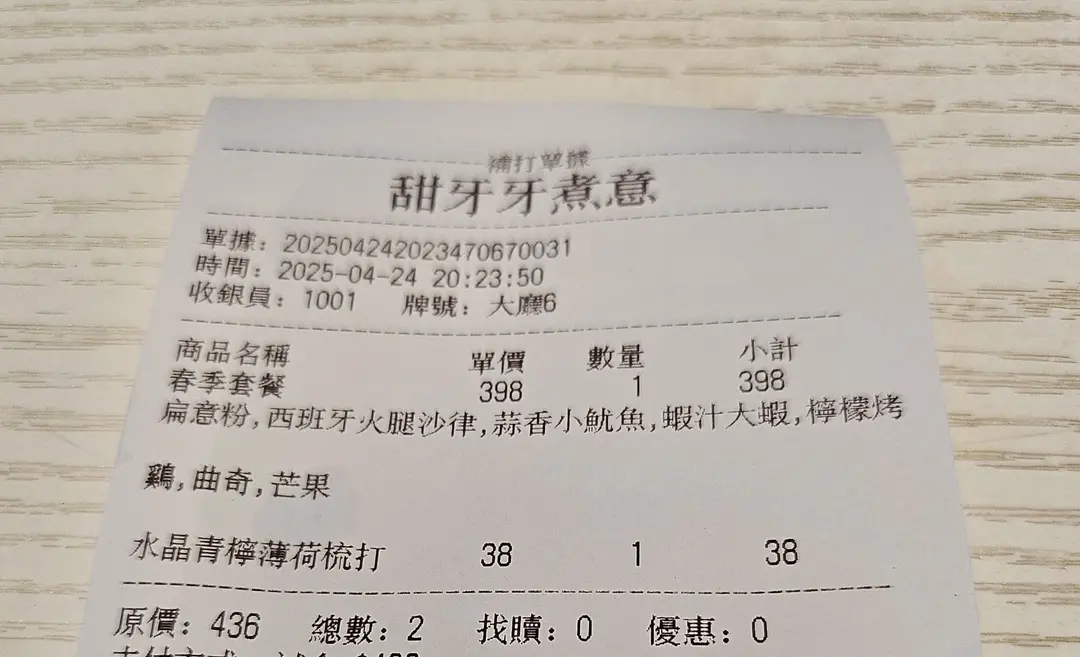 補打單據
甜牙牙煮意
單據: 202504242023470670031
時間: 2025-04-24 20:23:50
收銀員: 1001 牌號: 大廳6
商品名稱 單價 數量 小計
春季套餐 398 1 398
扁意粉,西班牙火腿沙律,蒜香小魷魚,蝦汁大蝦,檸檬烤
鷄,曲奇,芒果
水晶青檸薄荷梳打 38 1 38
原價: 436 總數: 2 找贖: 0 優惠: 0